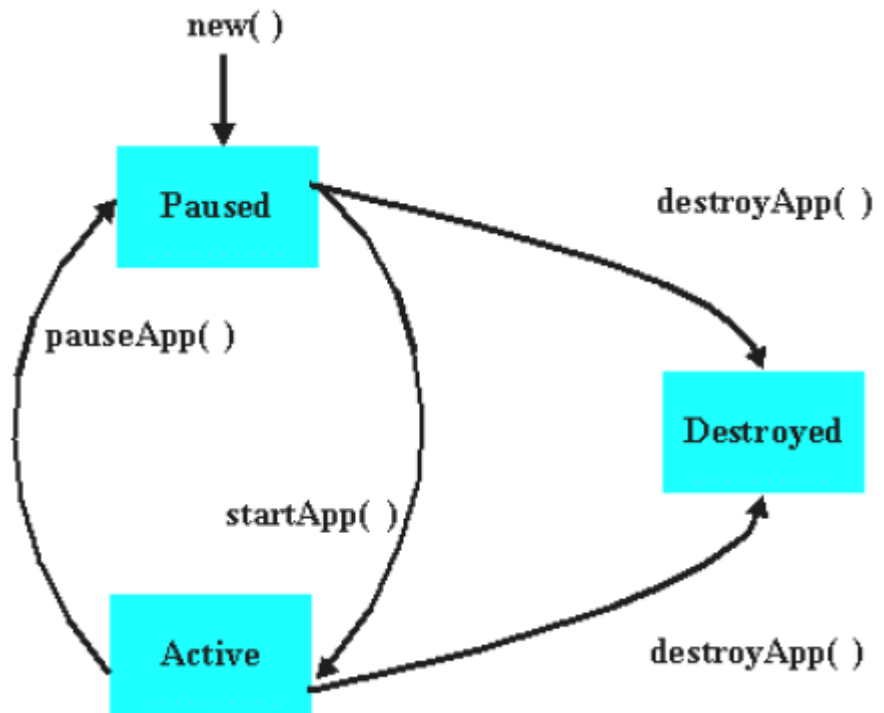 new( )
Paused
destroyApp( )
pauseApp( )
Destroyed
startApp( )
Active
destroyApp( )